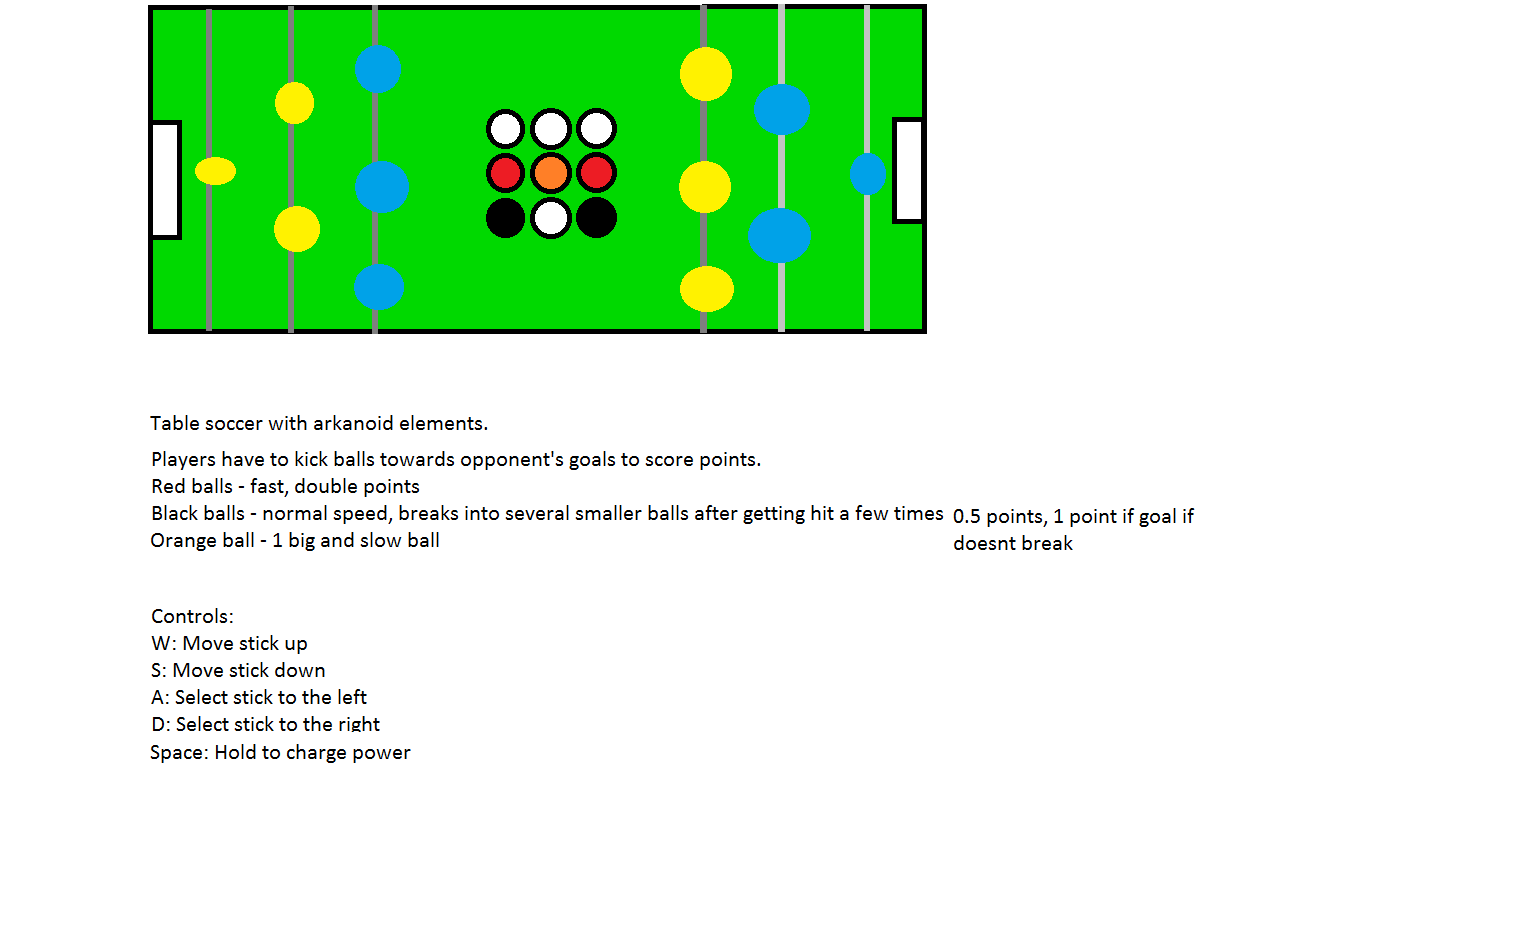 Table soccer with arkanoid elements.
Players have to kick balls towards opponent's goals to score points.
Red balls - fast, double points
Black balls - normal speed, breaks into several smaller balls after getting hit a few times
0.5 points, 1 point if goal if
doesnt break
Orange ball - 1 big and slow ball
Controls:
W: Move stick up
S: Move stick down
A: Select stick to the left
D: Select stick to the right
Space: Hold to charge power